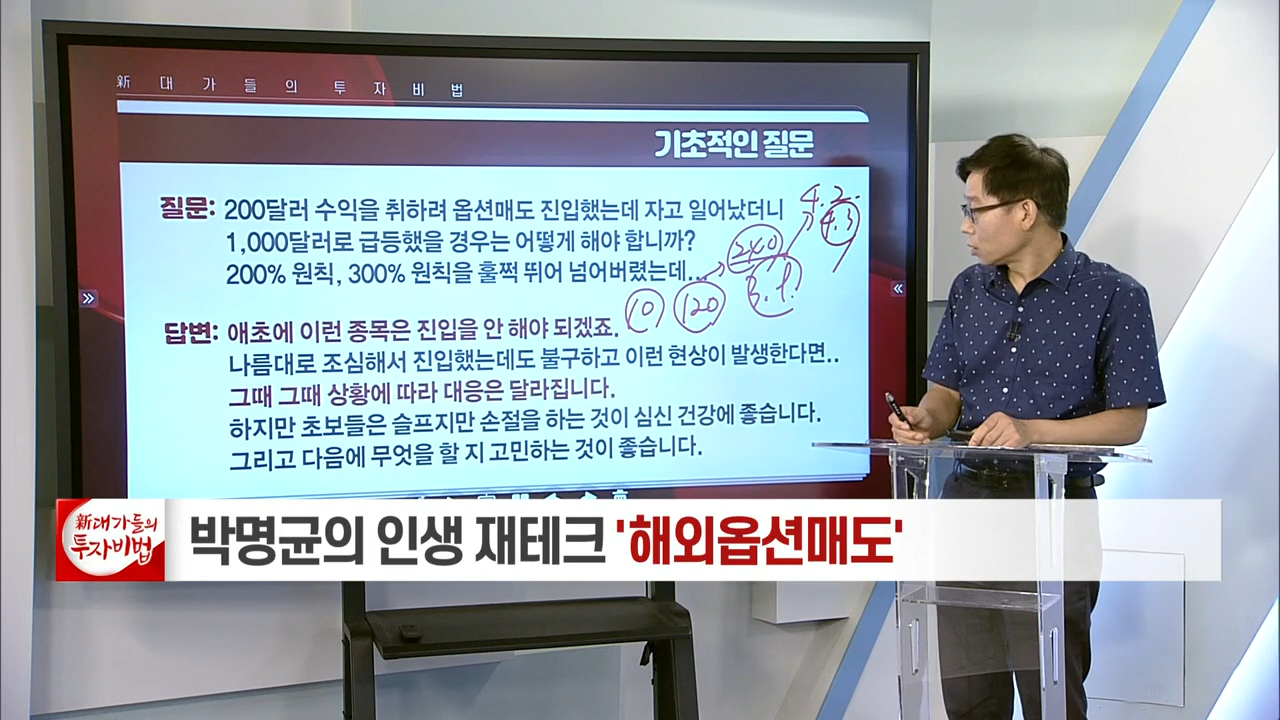 新 대 가 들 의 투 자 비 법
기초적인 질문
질문: 200달러 수익을 취하려 옵션매도 진입했는데 자고 일어났더니
1,000달러로 급등했을 경우는 어떻게 해야 합니까?
200% 원칙, 300% 원칙을 훌쩍 뛰어 넘어버렸는데...
4.2.
4.3
240
B.P.
10
120
답변: 애초에 이런 종목은 진입을 안 해야 되겠죠.
나름대로 조심해서 진입했는데도 불구하고 이런 현상이 발생한다면..
그때 그때 상황에 따라 대응은 달라집니다.
하지만 초보들은 슬프지만 손절을 하는 것이 심신 건강에 좋습니다.
그리고 다음에 무엇을 할 지 고민하는 것이 좋습니다.
新대가들의
투자비법
박명균의 인생 재테크 '해외옵션매도'